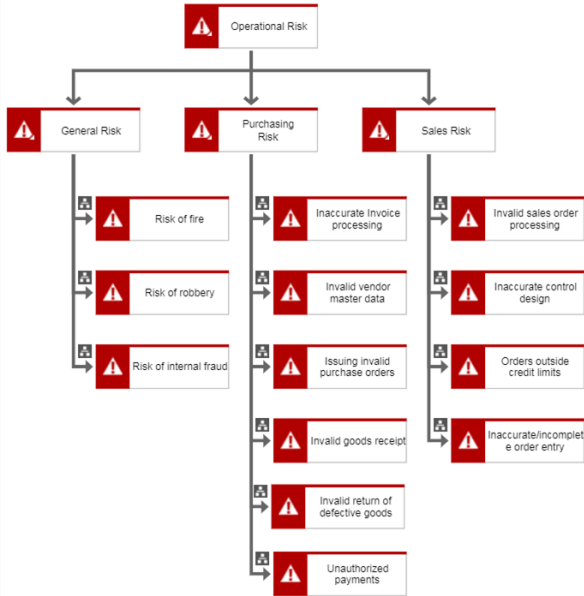 Operational Risk
General Risk
Purchasing
Risk
Sales Risk
Risk of fire
Risk of robbery
Risk of internal fraud
Inaccurate Invoice
processing
Invalid vendor
master data
Issuing invalid
purchase orders
Invalid goods receipt
Invalid return of
defective goods
Unauthorized
payments
Invalid sales order
processing
Inaccurate control
design
Orders outside
credit limits
Inaccurate/incomplet
e order entry